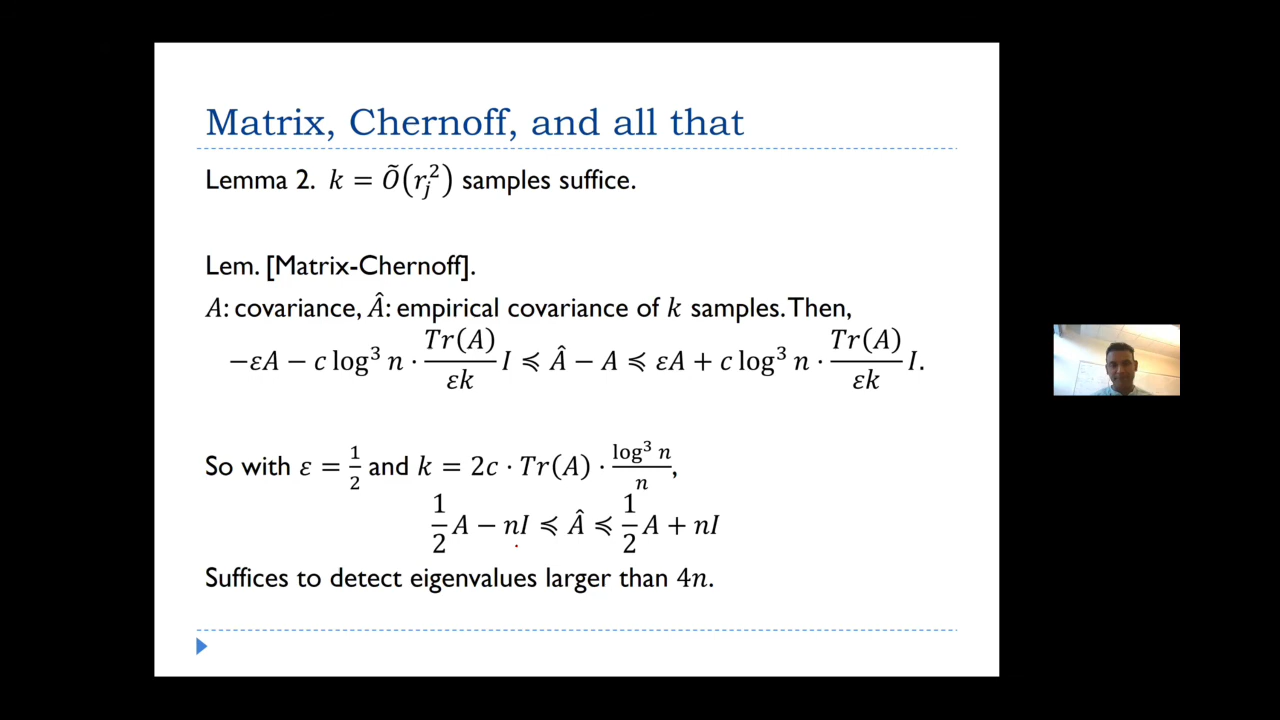 Matrix, Chernoff, and all that
Lemma 2. k = Õ(r_j^2) samples suffice.
Lem. [Matrix-Chernoff].
A: covariance, Â: empirical covariance of k samples. Then,
−εA − c log³ n · Tr(A)/εk I ≼ Â − A ≼ εA + c log³ n · Tr(A)/εk I.
So with ε = 1/2 and k = 2c · Tr(A) · log³ n/n,
1/2 A − nI ≼ Â ≼ 1/2 A + nI
Suffices to detect eigenvalues larger than 4n.